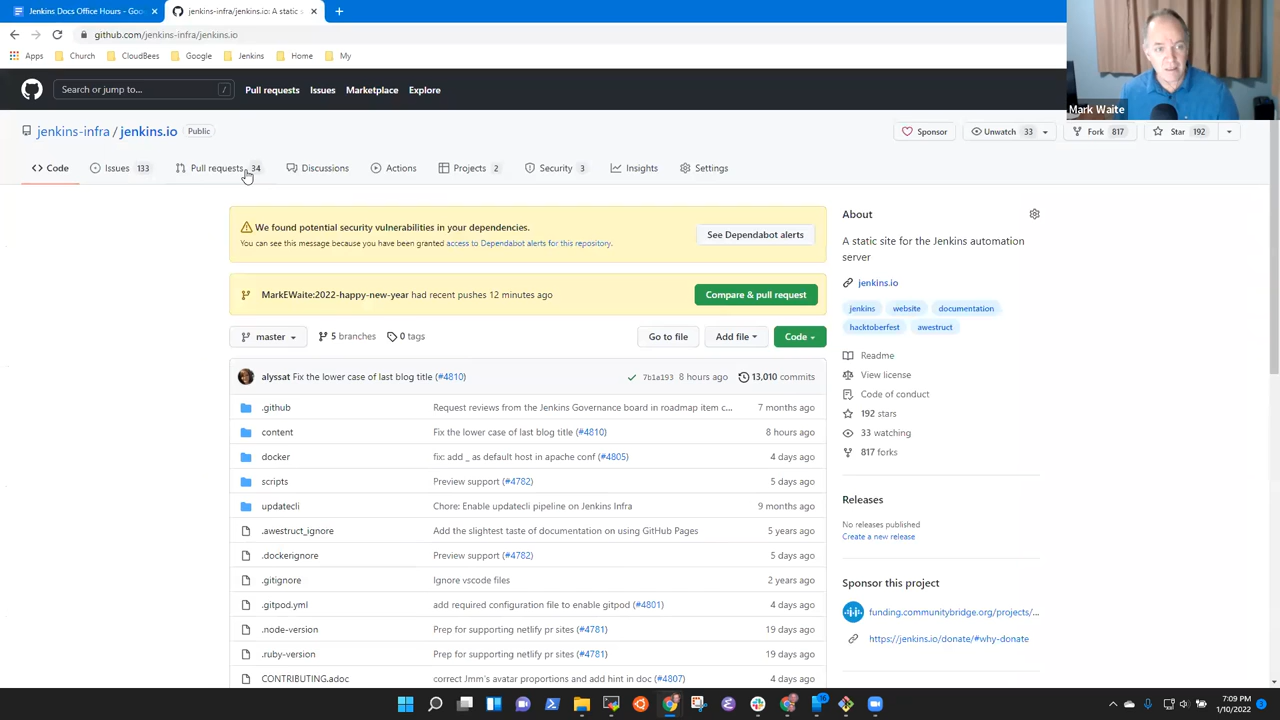 Jenkins Docs Office Hours - Goo
jenkins-infra/jenkins.io: A static s
github.com/jenkins-infra/jenkins.io
Apps
Church
CloudBees
Google
Jenkins
Home
My
Mark Waite
Search or jump to...
/
Pull requests
Issues
Marketplace
Explore
jenkins-infra / jenkins.io
Public
Sponsor
Unwatch 33
Fork 817
Star 192
Code
Issues 133
Pull requests 34
Discussions
Actions
Projects 2
Security 3
Insights
Settings
We found potential security vulnerabilities in your dependencies.
You can see this message because you have been granted access to Dependabot alerts for this repository.
See Dependabot alerts
MarkEWaite:2022-happy-new-year had recent pushes 12 minutes ago
Compare & pull request
master
5 branches
0 tags
Go to file
Add file
Code
alyssat Fix the lower case of last blog title (#4810)
7b1a193 8 hours ago
13,010 commits
.github Request reviews from the Jenkins Governance board in roadmap item c... 7 months ago
content Fix the lower case of last blog title (#4810) 8 hours ago
docker fix: add _ as default host in apache conf (#4805) 4 days ago
scripts Preview support (#4782) 5 days ago
updatecli Chore: Enable updatecli pipeline on Jenkins Infra 9 months ago
.awestruct_ignore Add the slightest taste of documentation on using GitHub Pages 5 years ago
.dockerignore Preview support (#4782) 5 days ago
.gitignore Ignore vscode files 2 years ago
.gitpod.yml add required configuration file to enable gitpod (#4801) 4 days ago
.node-version Prep for supporting netlify pr sites (#4781) 19 days ago
.ruby-version Prep for supporting netlify pr sites (#4781) 19 days ago
CONTRIBUTING.adoc correct Jmm's avatar proportions and add hint in doc (#4807) 4 days ago
About
A static site for the Jenkins automation
server
jenkins.io
jenkins
website
documentation
hacktoberfest
awestruct
Readme
View license
Code of conduct
192 stars
33 watching
817 forks
Releases
No releases published
Create a new release
Sponsor this project
funding.communitybridge.org/projects/...
https://jenkins.io/donate/#why-donate
7:09 PM
1/10/2022